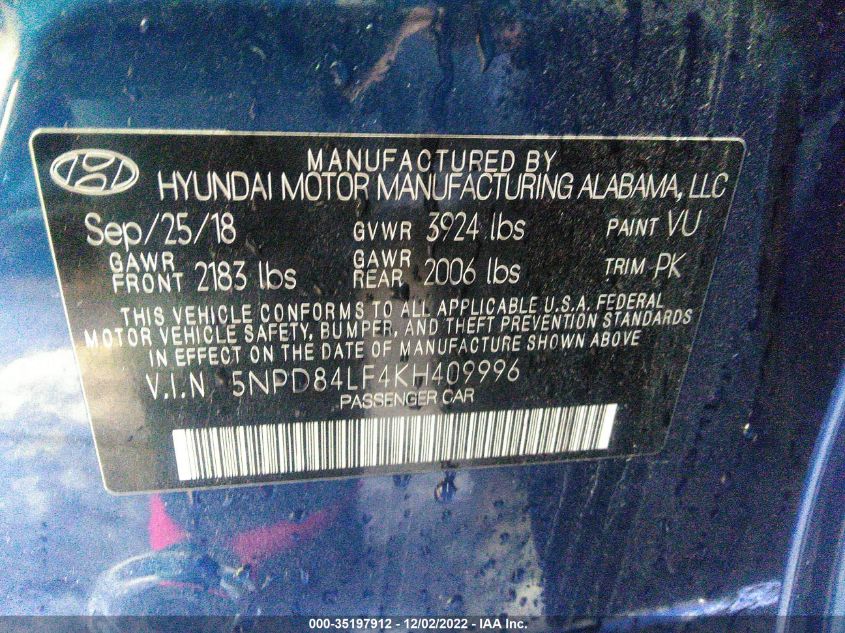 MANUFACTURED BY
HYUNDAI MOTOR MANUFACTURING ALABAMA, LLC
Sep/25/18 GVWR 3924 lbs PAINT VU
GAWR FRONT 2183 lbs GAWR REAR 2006 lbs TRIM PK
THIS VEHICLE CONFORMS TO ALL APPLICABLE U.S.A. FEDERAL
MOTOR VEHICLE SAFETY, BUMPER, AND THEFT PREVENTION STANDARDS
IN EFFECT ON THE DATE OF MANUFACTURE SHOWN ABOVE.
V.I.N 5NPD84LF4KH409996
PASSENGER CAR
000-35197912 - 12/02/2022 - IAA Inc.